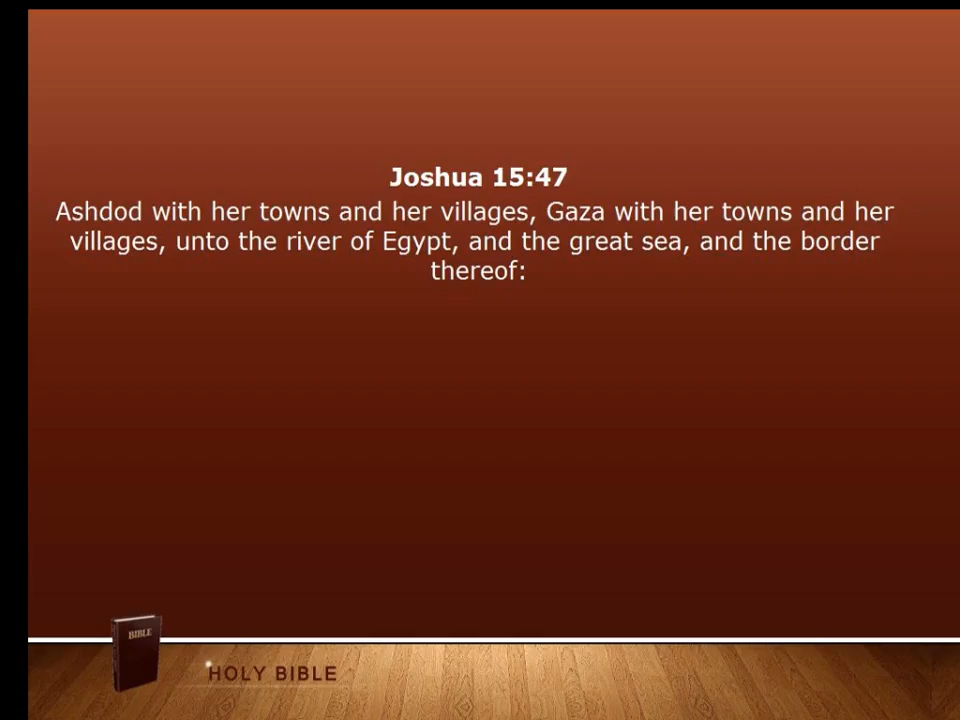 Joshua 15:47
Ashdod with her towns and her villages, Gaza with her towns and her
villages, unto the river of Egypt, and the great sea, and the border
thereof:
BIBLE
HOLY BIBLE